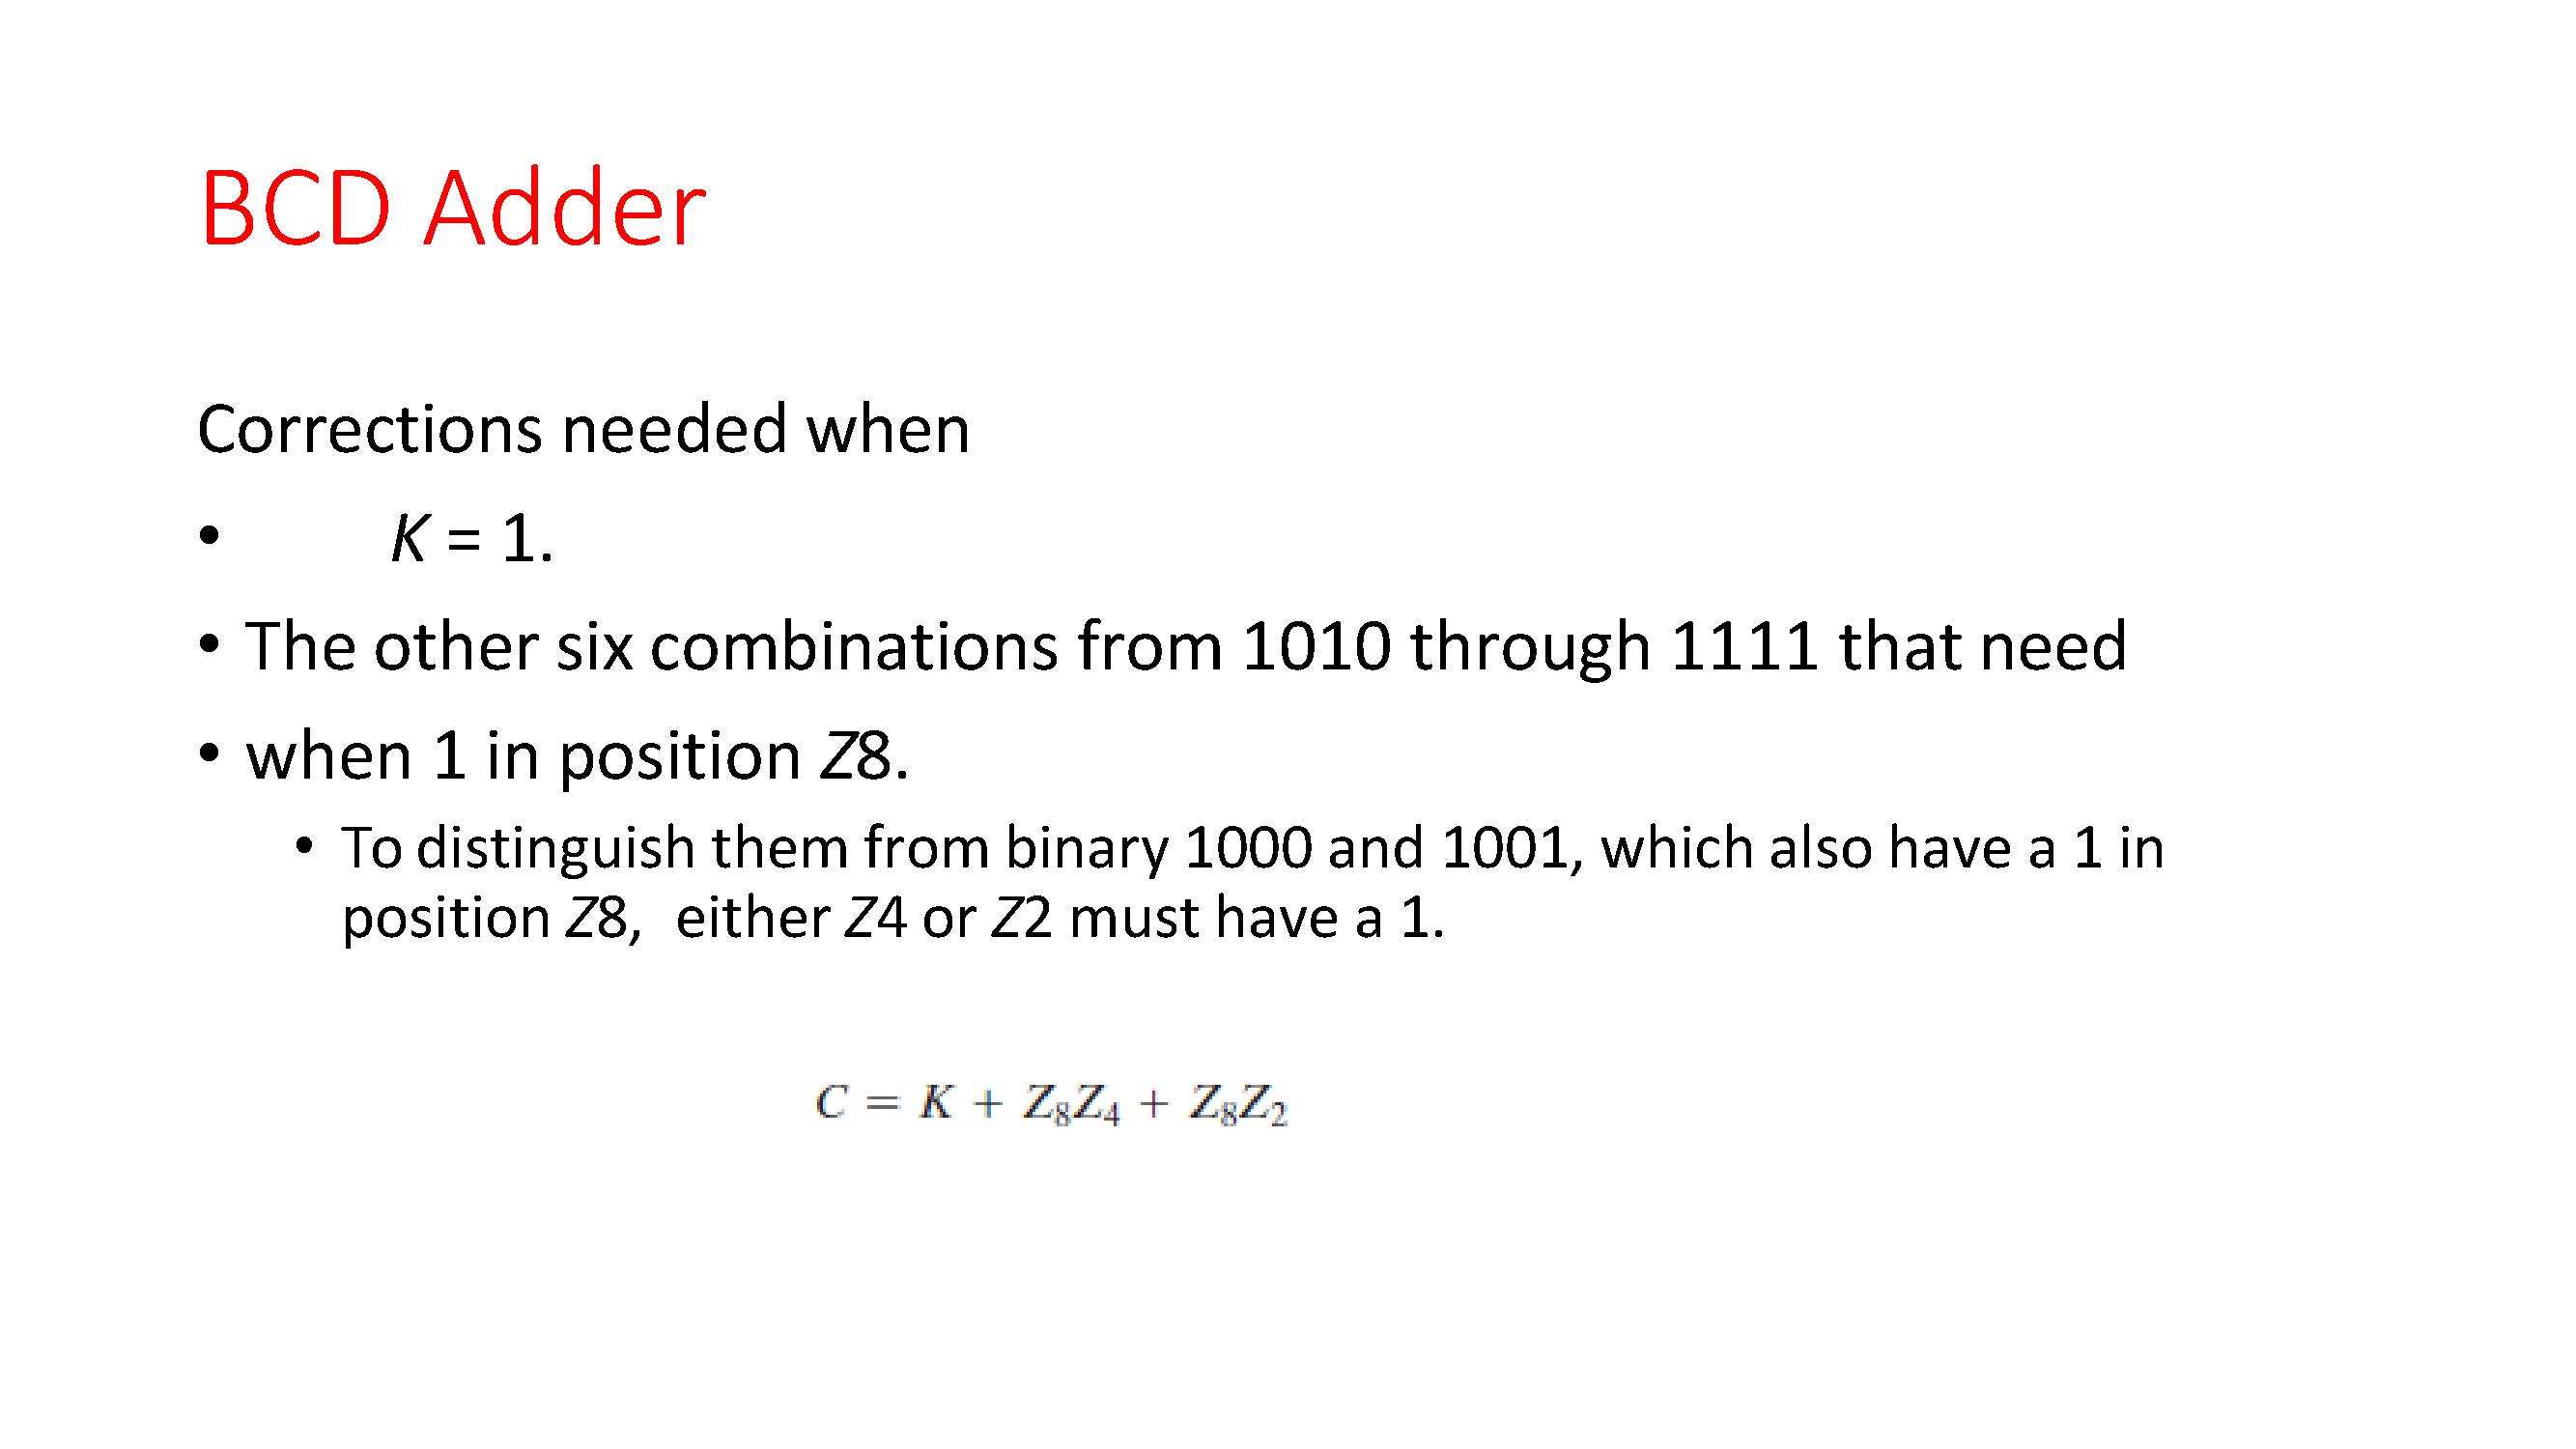 BCD Adder
Corrections needed when
• K = 1.
• The other six combinations from 1010 through 1111 that need
• when 1 in position Z8.
• To distinguish them from binary 1000 and 1001, which also have a 1 in
position Z8, either Z4 or Z2 must have a 1.
C = K + Z₈Z₄ + Z₈Z₂